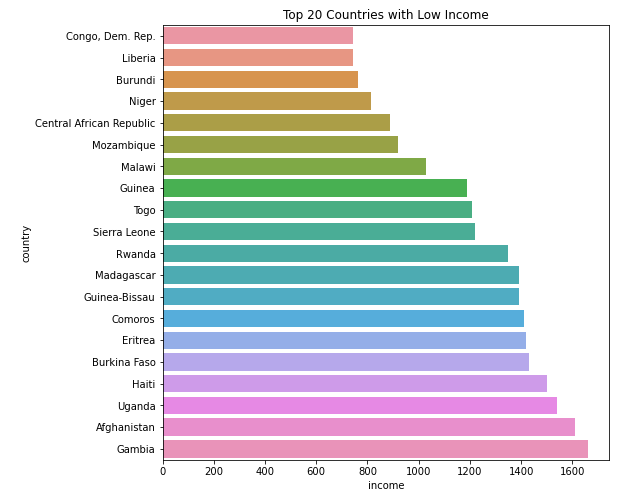 Top 20 Countries with Low Income
Congo, Dem. Rep.
Liberia
Burundi
Niger
Central African Republic
Mozambique
Malawi
Guinea
Togo
Sierra Leone
Rwanda
Madagascar
Guinea-Bissau
Comoros
Eritrea
Burkina Faso
Haiti
Uganda
Afghanistan
Gambia
country
0 200 400 600 800 1000 1200 1400 1600
income